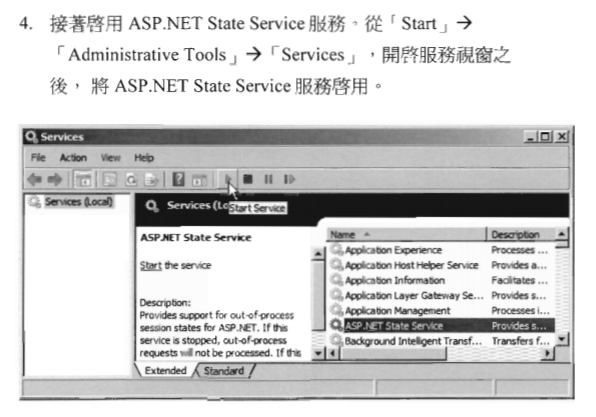 4. 接著啓用 ASP.NET State Service 服務。從「Start」→
「Administrative Tools」→「Services」，開啓服務視窗之
後， 將 ASP.NET State Service 服務啓用。
Services
File Action View Help
Services (Local)
Services (Lo
Start Service
ASP.NET State Service
Start the service
Description:
Provides support for out-of-process
session states for ASP.NET. If this
service is stopped, out-of-process
requests will not be processed. If this
Name Description
Application Experience Processes ...
Application Host Helper Service Provides a...
Application Information Facilitates ...
Application Layer Gateway Se... Provides s...
Application Management Processes i...
ASP.NET State Service Provides s...
Background Intelligent Transf... Transfers f...
Extended Standard